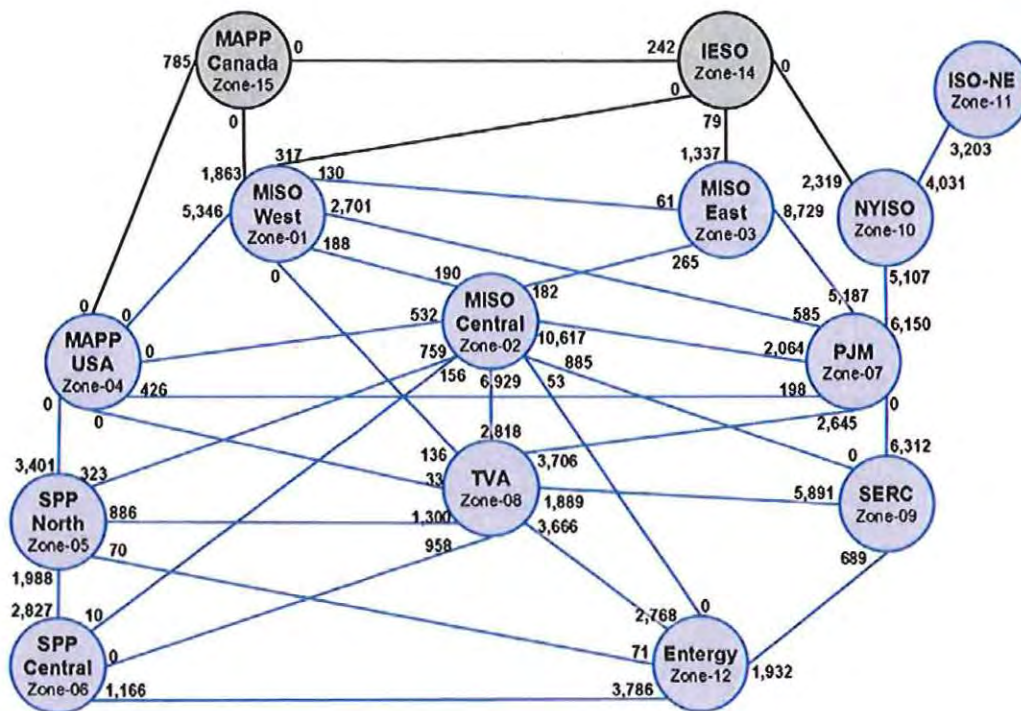 MAPP
Canada
Zone-15
IESO
Zone-14
ISO-NE
Zone-11
785
0
242
0
0
0
79
3,203
1,863
317
130
1,337
2,319
4,031
MISO
West
Zone-01
MISO
East
Zone-03
NYISO
Zone-10
5,346
2,701
61
8,729
188
265
5,107
0
190
182
5,187
MISO
Central
Zone-02
0
0
532
585
6,150
MAPP
USA
Zone-04
0
759
10,617
2,064
PJM
Zone-07
426
156
6,929
53
885
198
0
0
0
2,645
2,818
136
3,706
0
6,312
3,401
323
33
TVA
Zone-08
SPP
North
Zone-05
886
1,300
1,889
5,891
SERC
Zone-09
70
958
3,666
689
1,988
2,827
10
2,768
0
SPP
Central
Zone-06
0
71
Entergy
Zone-12
1,932
1,166
3,786